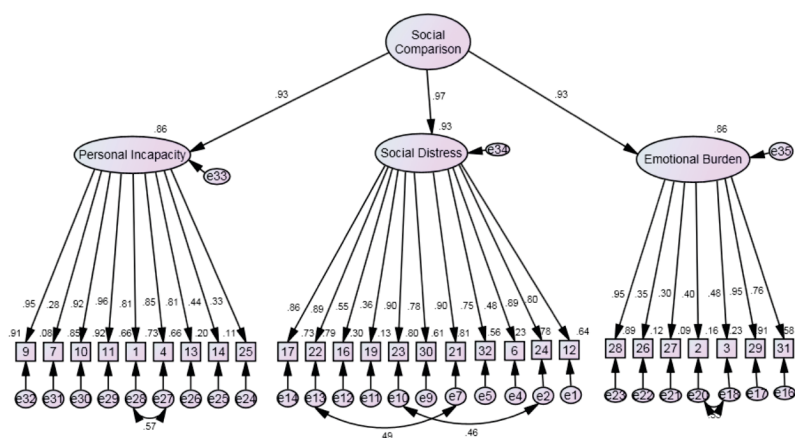 Social
Comparison
.93
.97
.93
.86
.93
.86
Personal Incapacity
Social Distress
e34
Emotional Burden
e35
e33
.95 .28 .92 .96 .81 .85 .81 .44 .33
.86 .89 .55 .36 .90 .78 .90 .75 .48 .89 .80
.95 .35 .30 .40 .48 .95 .76
.91 .08 .85 .92 .66 .73 .66 .20 .11
.73 .79 .30 .13 .80 .61 .81 .56 .23 .78 .64
.89 .12 .09 .16 .23 .91 .58
9 7 10 11 1 4 13 14 25
17 22 16 19 23 30 21 32 6 24 12
28 26 27 2 3 29 31
e32 e31 e30 e29 e28 e27 e26 e25 e24
e14 e13 e12 e11 e10 e9 e7 e5 e4 e2 e1
e23 e22 e21 e20 e18 e17 e16
.57
.49
.46